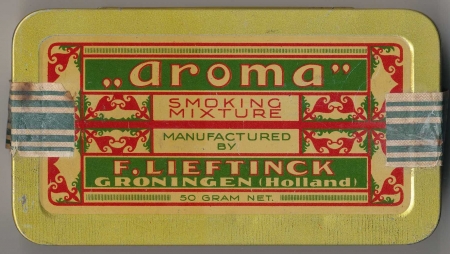 „aroma”
SMOKING
MIXTURE
MANUFACTURED
BY
F. LIEFTINCK
GRONINGEN (Holland)
50 GRAM NET.